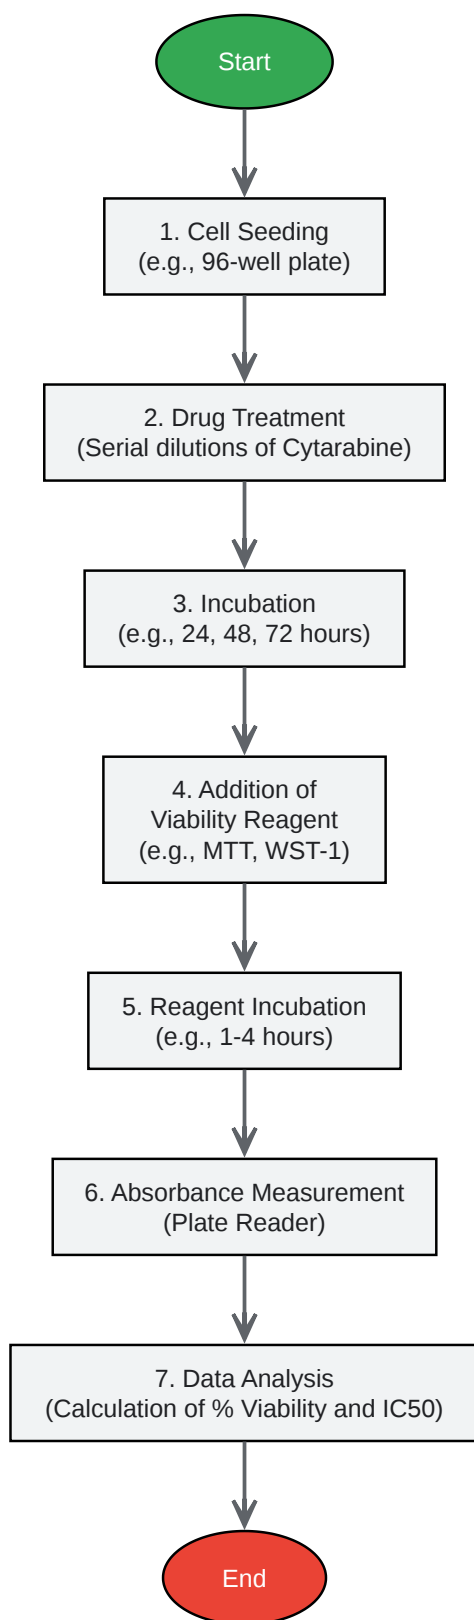 Start
1. Cell Seeding
(e.g., 96-well plate)
2. Drug Treatment
(Serial dilutions of Cytarabine)
3. Incubation
(e.g., 24, 48, 72 hours)
4. Addition of
Viability Reagent
(e.g., MTT, WST-1)
5. Reagent Incubation
(e.g., 1-4 hours)
6. Absorbance Measurement
(Plate Reader)
7. Data Analysis
(Calculation of % Viability and IC50)
End